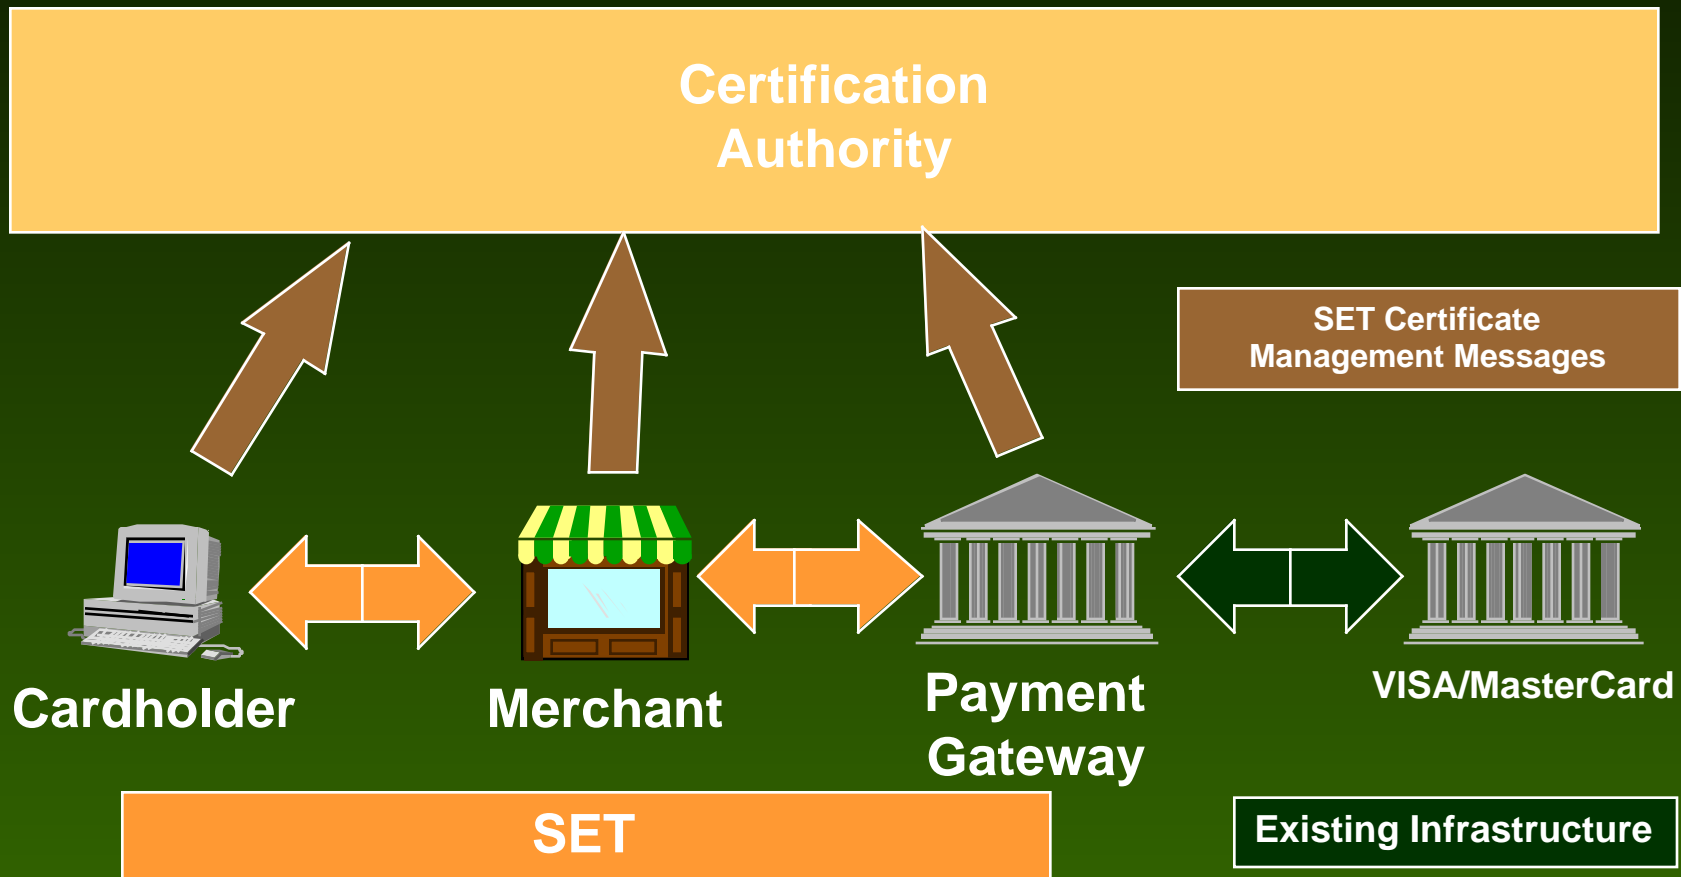 Certification
Authority
SET Certificate
Management Messages
Cardholder
Merchant
Payment
Gateway
VISA/MasterCard
SET
Existing Infrastructure